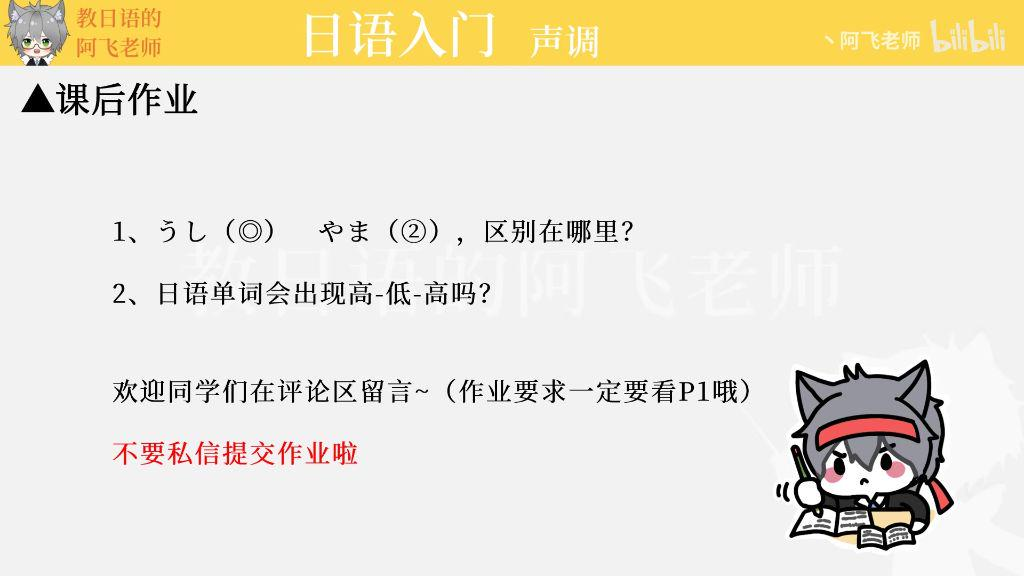 教日语的
阿飞老师
日语入门 声调
丶阿飞老师 bilibili
▲课后作业
1、うし（◎） やま（②），区别在哪里？
2、日语单词会出现高-低-高吗？
教日语的阿飞老师
欢迎同学们在评论区留言~（作业要求一定要看P1哦）
不要私信提交作业啦